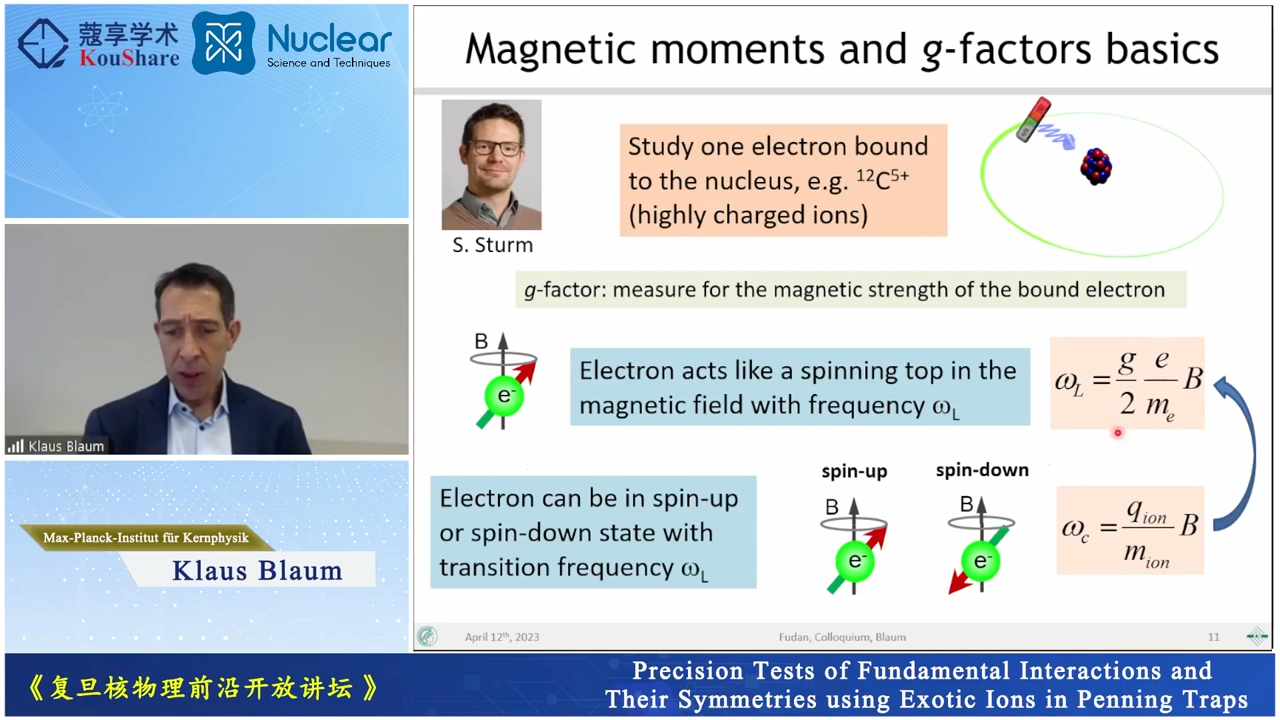 蔻享学术
KouShare
Nuclear
Science and Techniques
Magnetic moments and g-factors basics
S. Sturm
Study one electron bound
to the nucleus, e.g. ¹²C⁵⁺
(highly charged ions)
g-factor: measure for the magnetic strength of the bound electron
B
e⁻
Electron acts like a spinning top in the
magnetic field with frequency ω_L
ω_L = g/2 e/m_e B
Electron can be in spin-up
or spin-down state with
transition frequency ω_L
spin-up
B
e⁻
spin-down
B
e⁻
ω_c = q_ion/m_ion B
Klaus Blaum
Max-Planck-Institut für Kernphysik
Klaus Blaum
April 12th, 2023
Fudan, Colloquium, Blaum
11
《复旦核物理前沿开放讲坛》
Precision Tests of Fundamental Interactions and
Their Symmetries using Exotic Ions in Penning Traps